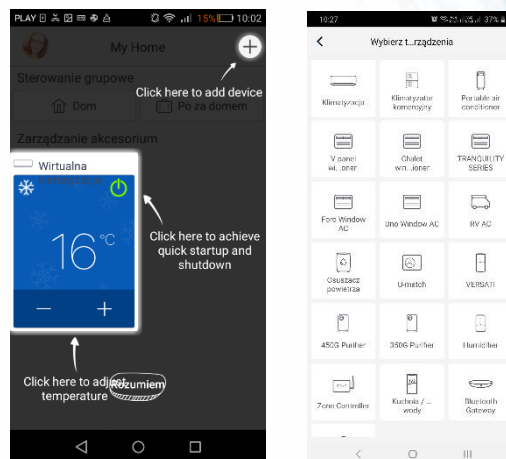 PLAY 15% 10:02
My Home
Sterowanie grupowe
Click here to add device
Dom
Po za domem
Zarządzanie akcesorium
Wirtualna
16°C
Click here to achieve
quick startup and
shutdown
Click here to adjust
temperature
Rozumiem
10:27 37%
Wybierz t...rządzenia
Klimatyzacja
Klimatyzator
komercyjny
Portable air
conditioner
V panel
wi...oner
Chalet
win...ioner
TRANQUILITY
SERIES
Fore Window
AC
Uno Window AC
RV AC
Osuszacz
powietrza
U-match
VERSATI
450G Purifier
350G Purifier
Humidifier
Zone Controller
Kuchnia / ...
wody
Bluetooth
Gateway